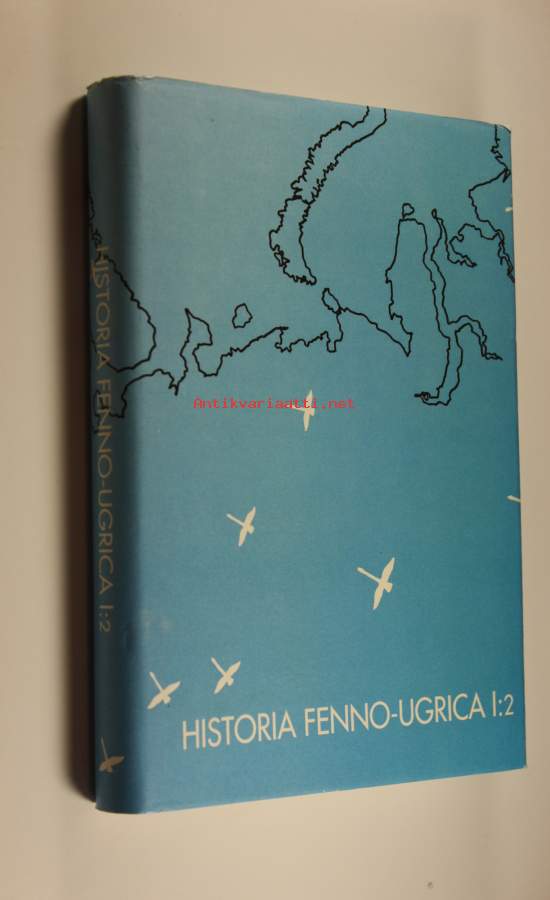 HISTORIA FENNO-UGRICA I:2
Antikvariaatti.net
HISTORIA FENNO-UGRICA I:2